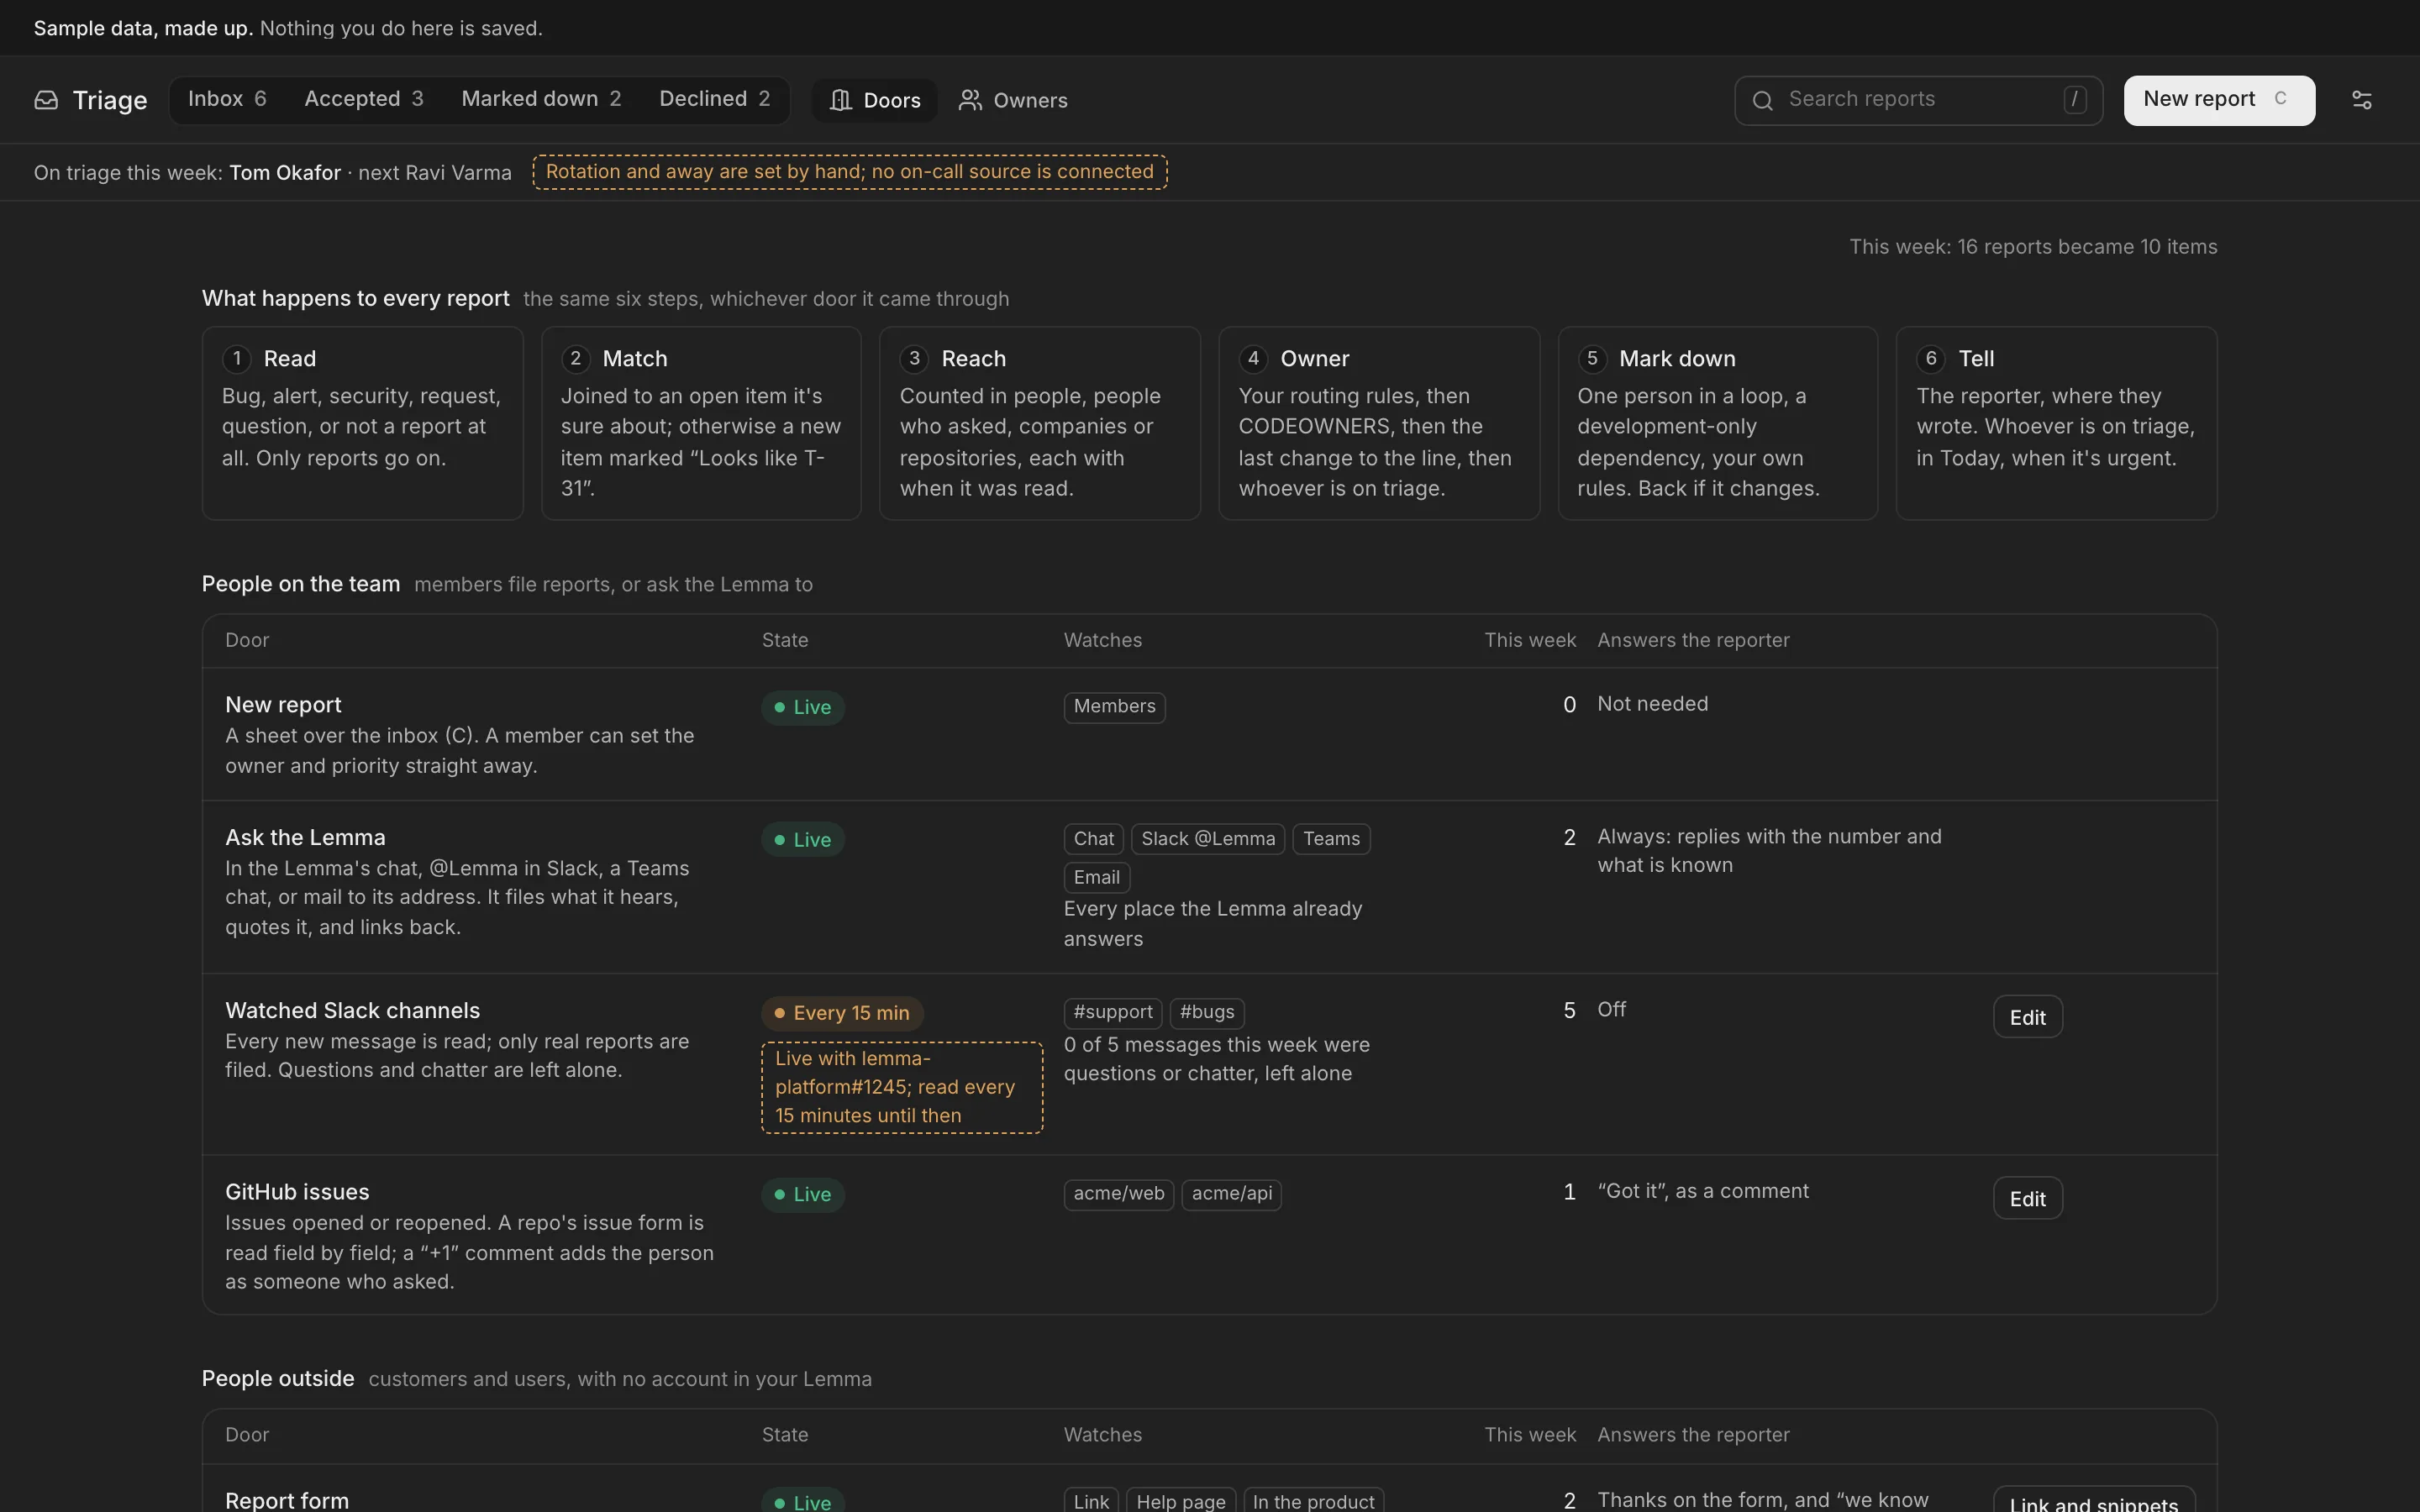 Sample data, made up. Nothing you do here is saved.
Triage
Inbox 6
Accepted 3
Marked down 2
Declined 2
Doors
Owners
Search reports /
New report C
On triage this week: Tom Okafor · next Ravi Varma
Rotation and away are set by hand; no on-call source is connected
This week: 16 reports became 10 items
What happens to every report the same six steps, whichever door it came through
1 Read
Bug, alert, security, request,
question, or not a report at
all. Only reports go on.
2 Match
Joined to an open item it's
sure about; otherwise a new
item marked “Looks like T-
31”.
3 Reach
Counted in people, people
who asked, companies or
repositories, each with
when it was read.
4 Owner
Your routing rules, then
CODEOWNERS, then the
last change to the line, then
whoever is on triage.
5 Mark down
One person in a loop, a
development-only
dependency, your own
rules. Back if it changes.
6 Tell
The reporter, where they
wrote. Whoever is on triage,
in Today, when it's urgent.
People on the team members file reports, or ask the Lemma to
Door State Watches This week Answers the reporter
New report
A sheet over the inbox (C). A member can set the
owner and priority straight away.
Live
Members
0
Not needed
Ask the Lemma
In the Lemma's chat, @Lemma in Slack, a Teams
chat, or mail to its address. It files what it hears,
quotes it, and links back.
Live
Chat Slack @Lemma Teams
Email
Every place the Lemma already
answers
2
Always: replies with the number and
what is known
Watched Slack channels
Every new message is read; only real reports are
filed. Questions and chatter are left alone.
Every 15 min
Live with lemma-
platform#1245; read every
15 minutes until then
#support #bugs
0 of 5 messages this week were
questions or chatter, left alone
5
Off
Edit
GitHub issues
Issues opened or reopened. A repo's issue form is
read field by field; a “+1” comment adds the person
as someone who asked.
Live
acme/web acme/api
1
“Got it”, as a comment
Edit
People outside customers and users, with no account in your Lemma
Door State Watches This week Answers the reporter
Report form
Live
Link Help page In the product
2
Thanks on the form, and “we know
Link and snippets